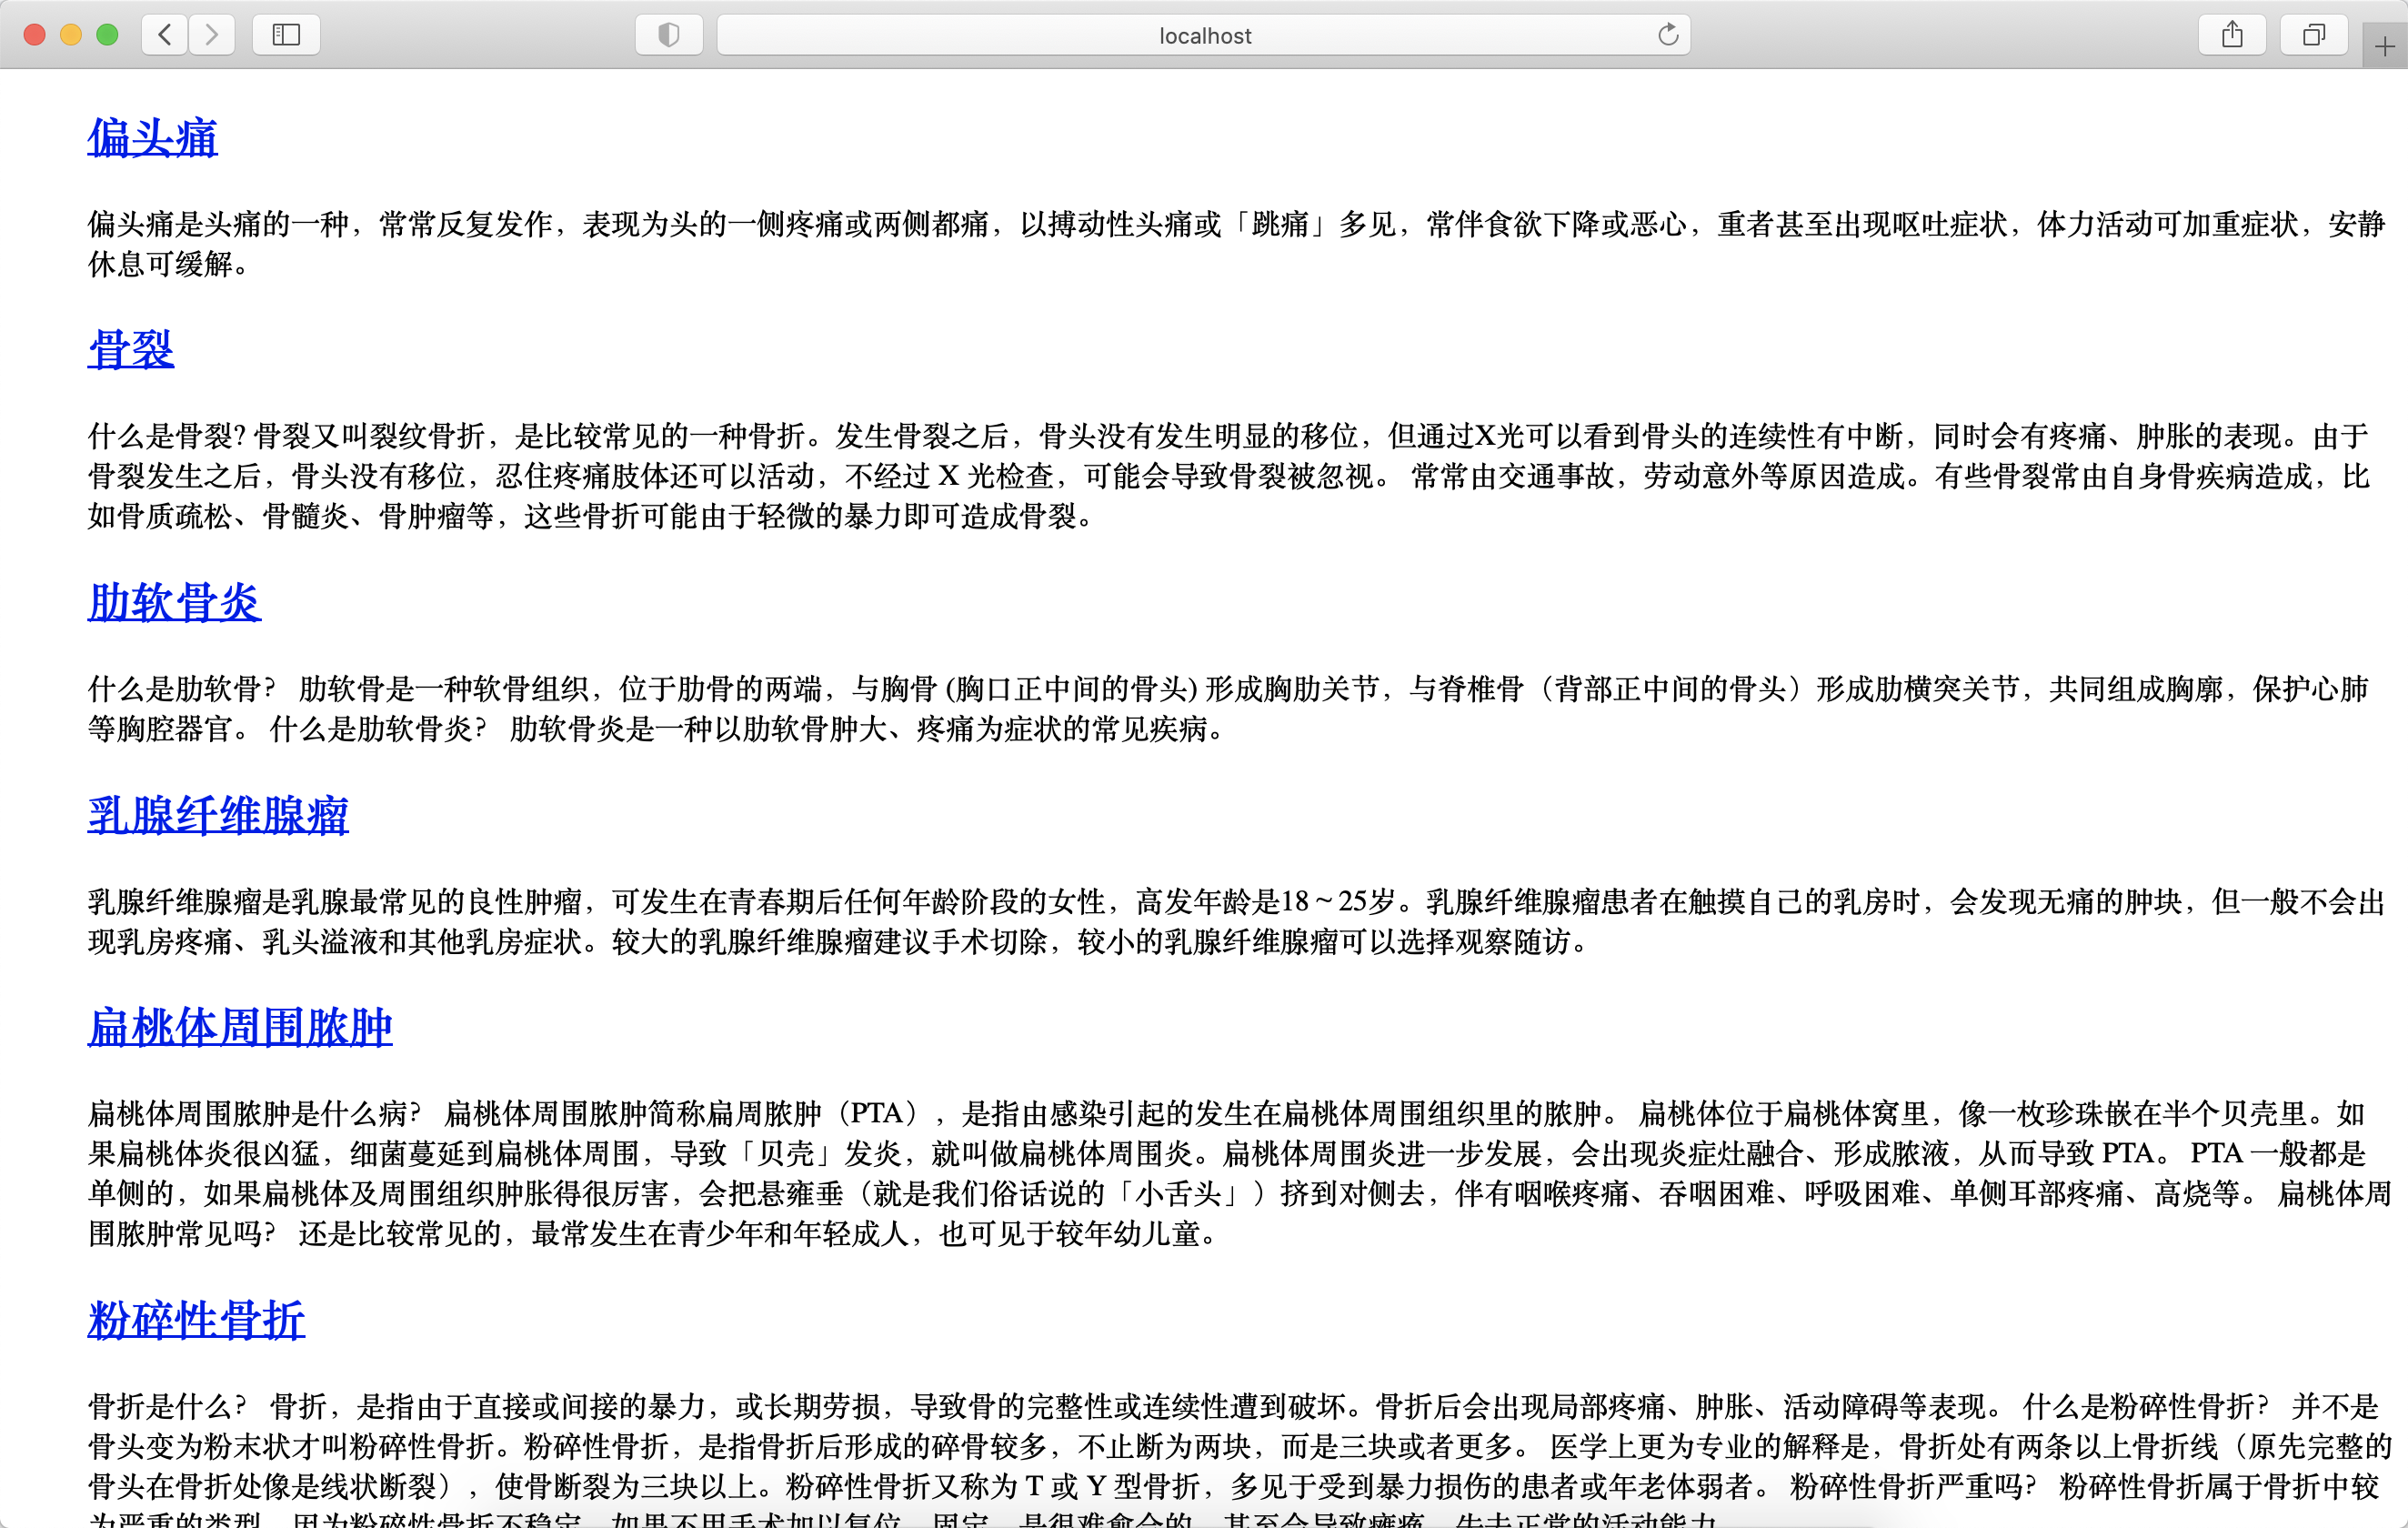 localhost
偏头痛
偏头痛是头痛的一种，常常反复发作，表现为头的一侧疼痛或两侧都痛，以搏动性头痛或「跳痛」多见，常伴食欲下降或恶心，重者甚至出现呕吐症状，体力活动可加重症状，安静
休息可缓解。
骨裂
什么是骨裂? 骨裂又叫裂纹骨折，是比较常见的一种骨折。发生骨裂之后，骨头没有发生明显的移位，但通过X光可以看到骨头的连续性有中断，同时会有疼痛、肿胀的表现。由于
骨裂发生之后，骨头没有移位，忍住疼痛肢体还可以活动，不经过 X 光检查，可能会导致骨裂被忽视。 常常由交通事故，劳动意外等原因造成。有些骨裂常由自身骨疾病造成，比
如骨质疏松、骨髓炎、骨肿瘤等，这些骨折可能由于轻微的暴力即可造成骨裂。
肋软骨炎
什么是肋软骨？ 肋软骨是一种软骨组织，位于肋骨的两端，与胸骨 (胸口正中间的骨头) 形成胸肋关节，与脊椎骨（背部正中间的骨头）形成肋横突关节，共同组成胸廓，保护心肺
等胸腔器官。 什么是肋软骨炎？ 肋软骨炎是一种以肋软骨肿大、疼痛为症状的常见疾病。
乳腺纤维腺瘤
乳腺纤维腺瘤是乳腺最常见的良性肿瘤，可发生在青春期后任何年龄阶段的女性，高发年龄是18 ~ 25岁。乳腺纤维腺瘤患者在触摸自己的乳房时，会发现无痛的肿块，但一般不会出
现乳房疼痛、乳头溢液和其他乳房症状。较大的乳腺纤维腺瘤建议手术切除，较小的乳腺纤维腺瘤可以选择观察随访。
扁桃体周围脓肿
扁桃体周围脓肿是什么病？ 扁桃体周围脓肿简称扁周脓肿（PTA），是指由感染引起的发生在扁桃体周围组织里的脓肿。 扁桃体位于扁桃体窝里，像一枚珍珠嵌在半个贝壳里。如
果扁桃体炎很凶猛，细菌蔓延到扁桃体周围，导致「贝壳」发炎，就叫做扁桃体周围炎。扁桃体周围炎进一步发展，会出现炎症灶融合、形成脓液，从而导致 PTA。 PTA 一般都是
单侧的，如果扁桃体及周围组织肿胀得很厉害，会把悬雍垂（就是我们俗话说的「小舌头」）挤到对侧去，伴有咽喉疼痛、吞咽困难、呼吸困难、单侧耳部疼痛、高烧等。 扁桃体周
围脓肿常见吗？ 还是比较常见的，最常发生在青少年和年轻成人，也可见于较年幼儿童。
粉碎性骨折
骨折是什么？ 骨折，是指由于直接或间接的暴力，或长期劳损，导致骨的完整性或连续性遭到破坏。骨折后会出现局部疼痛、肿胀、活动障碍等表现。 什么是粉碎性骨折？ 并不是
骨头变为粉末状才叫粉碎性骨折。粉碎性骨折，是指骨折后形成的碎骨较多，不止断为两块，而是三块或者更多。 医学上更为专业的解释是，骨折处有两条以上骨折线（原先完整的
骨头在骨折处像是线状断裂），使骨断裂为三块以上。粉碎性骨折又称为 T 或 Y 型骨折，多见于受到暴力损伤的患者或年老体弱者。 粉碎性骨折严重吗？ 粉碎性骨折属于骨折中较
为严重的类型，因为粉碎性骨折不稳定，如果不用手术加以复位、固定，是很难愈合的，甚至会导致瘫痪，失去正常的活动能力。